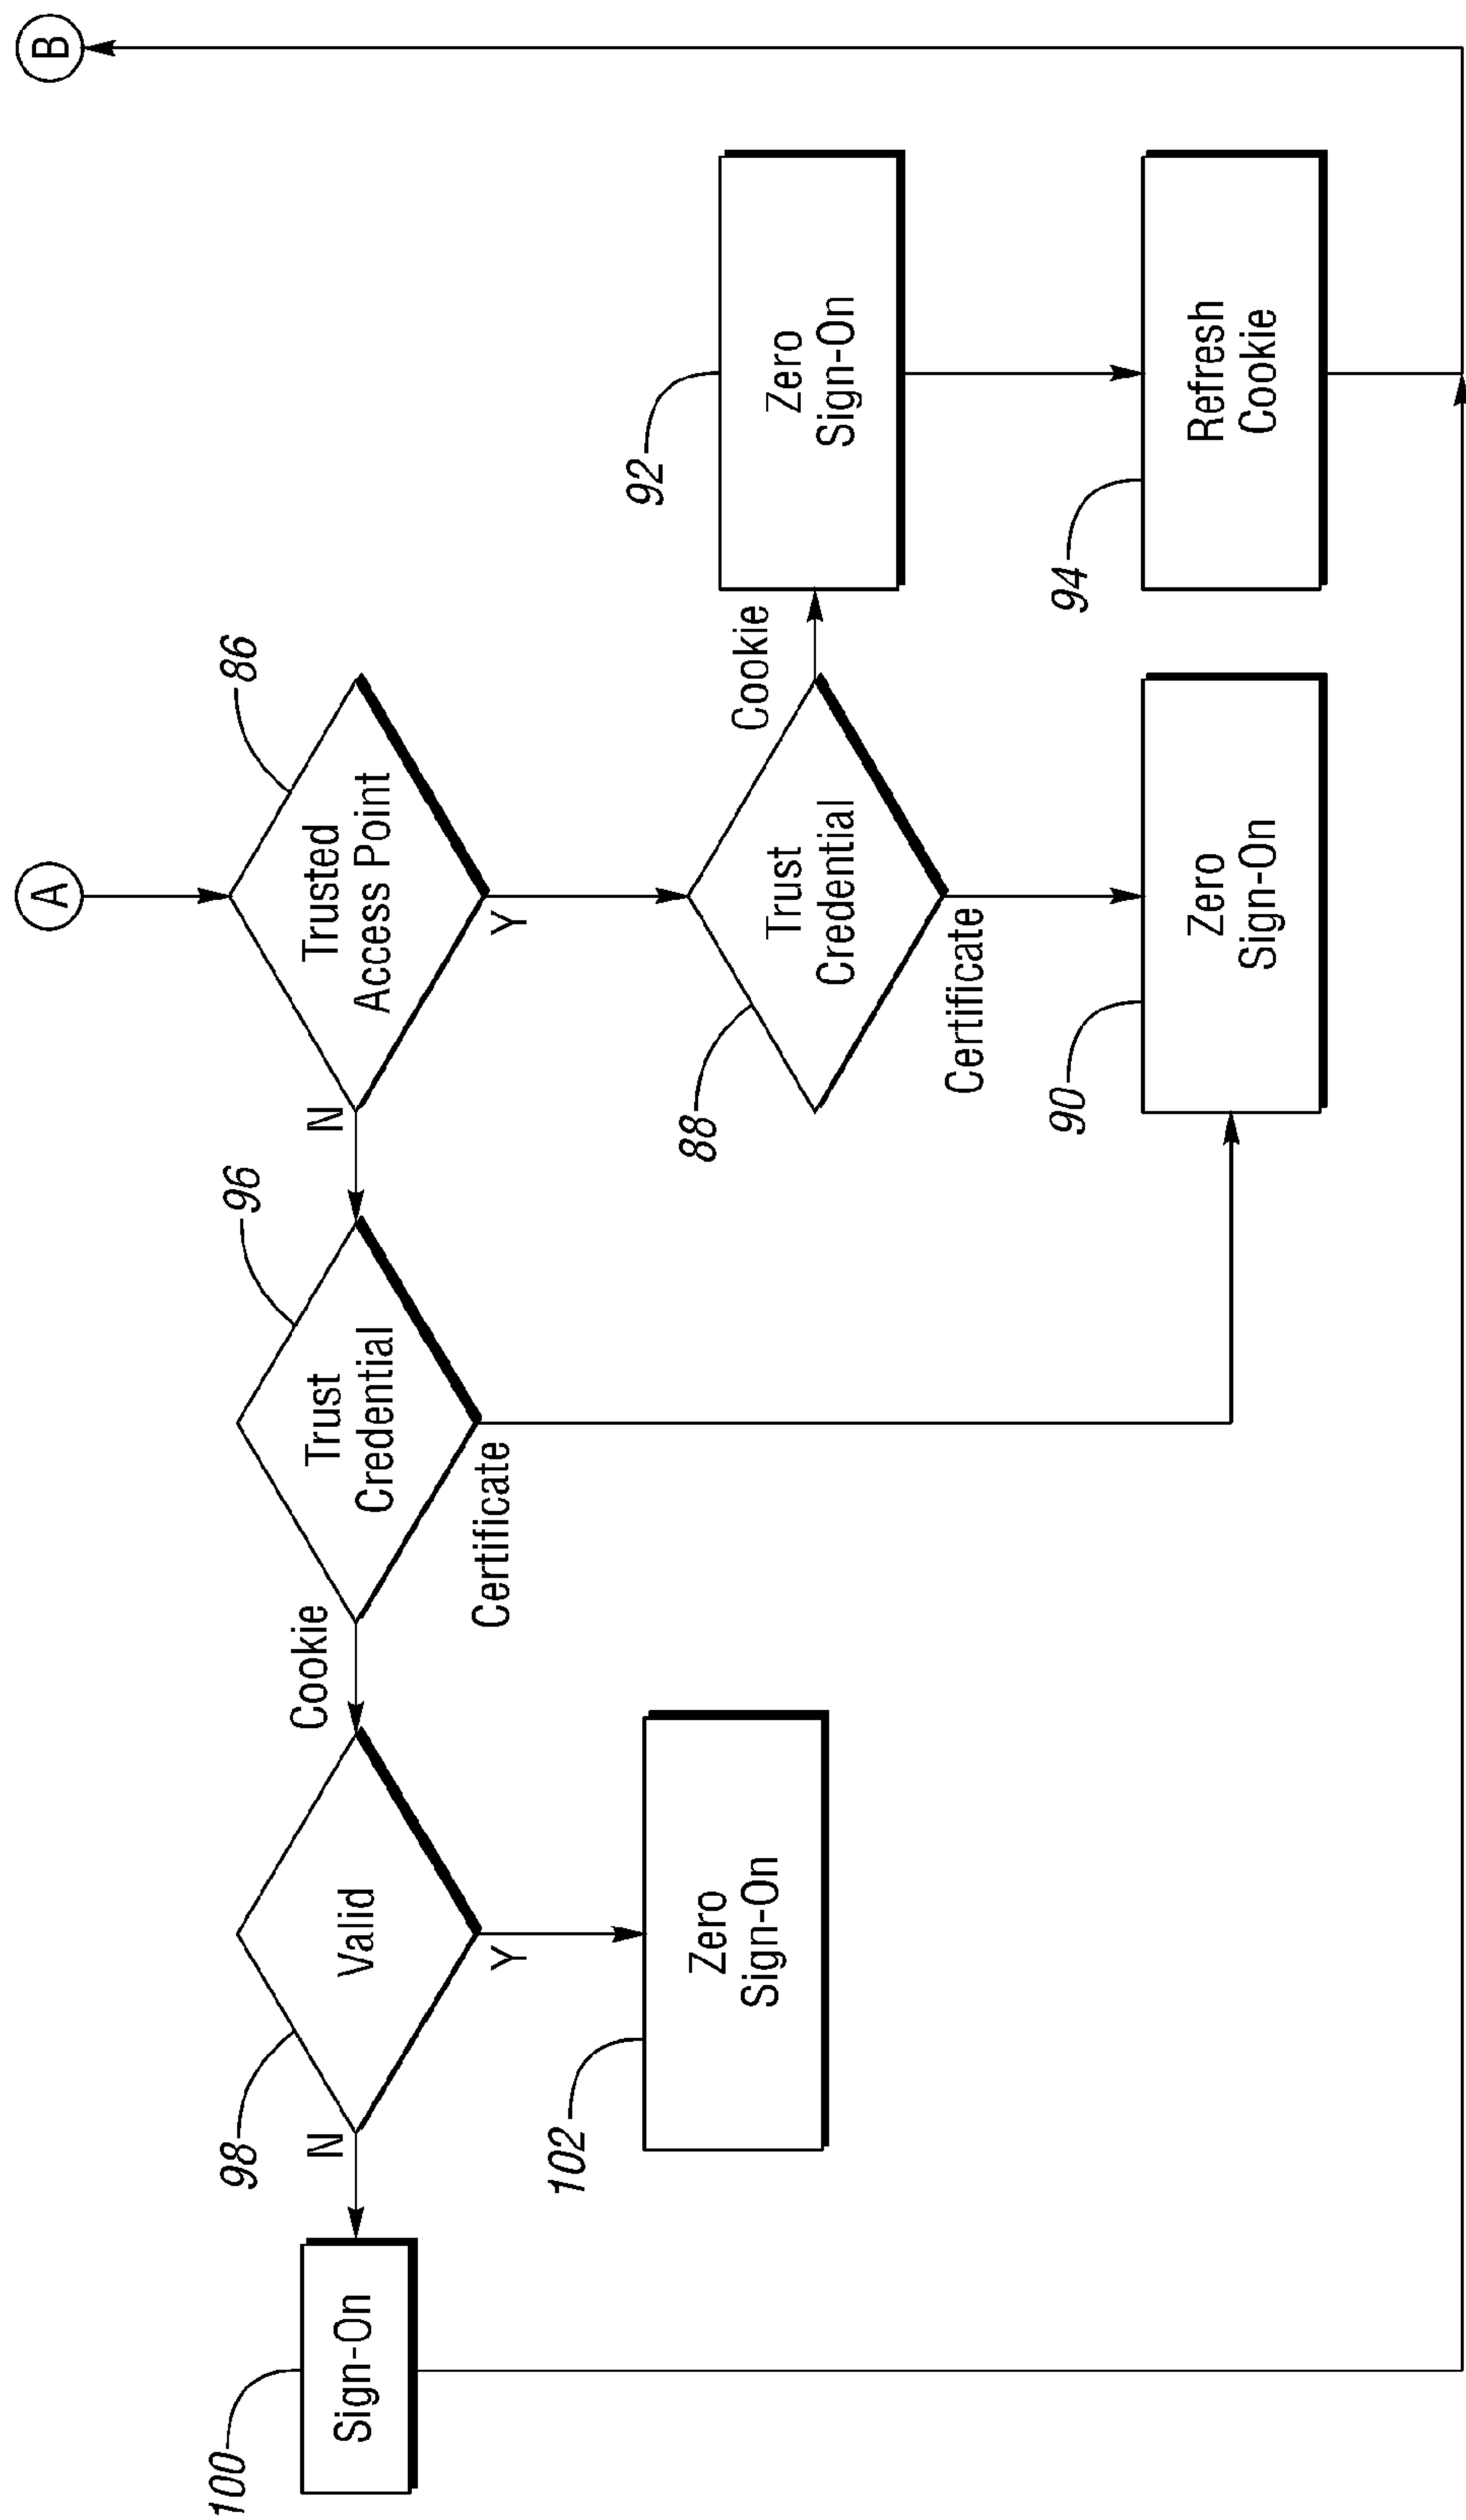 A
B
86
Trusted
Access Point
N
Y
96
Trust
Credential
Cookie
Certificate
98
Valid
N
Y
100
Sign-On
102
Zero
Sign-On
88
Trust
Credential
Cookie
Certificate
92
Zero
Sign-On
90
Zero
Sign-On
94
Refresh
Cookie